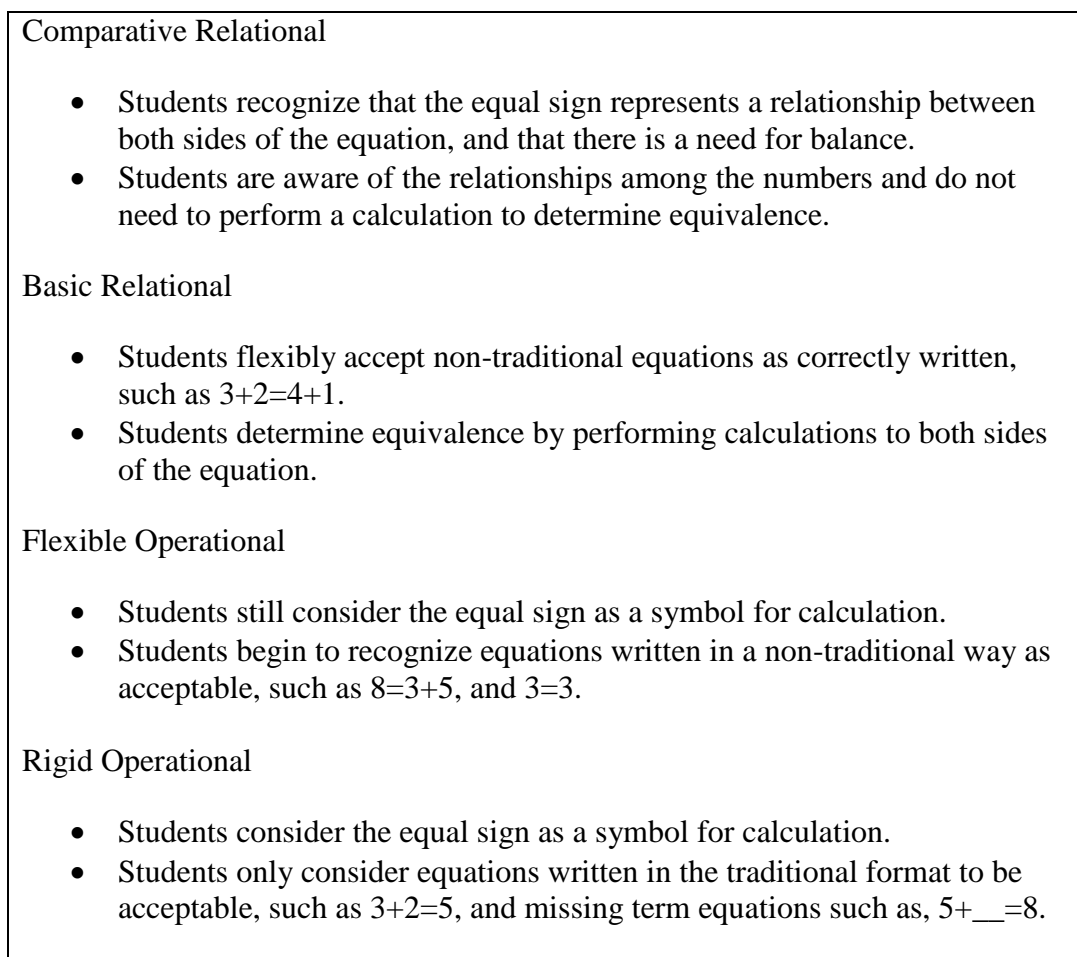 Comparative Relational
• Students recognize that the equal sign represents a relationship between
both sides of the equation, and that there is a need for balance.
• Students are aware of the relationships among the numbers and do not
need to perform a calculation to determine equivalence.
Basic Relational
• Students flexibly accept non-traditional equations as correctly written,
such as 3+2=4+1.
• Students determine equivalence by performing calculations to both sides
of the equation.
Flexible Operational
• Students still consider the equal sign as a symbol for calculation.
• Students begin to recognize equations written in a non-traditional way as
acceptable, such as 8=3+5, and 3=3.
Rigid Operational
• Students consider the equal sign as a symbol for calculation.
• Students only consider equations written in the traditional format to be
acceptable, such as 3+2=5, and missing term equations such as, 5+__=8.